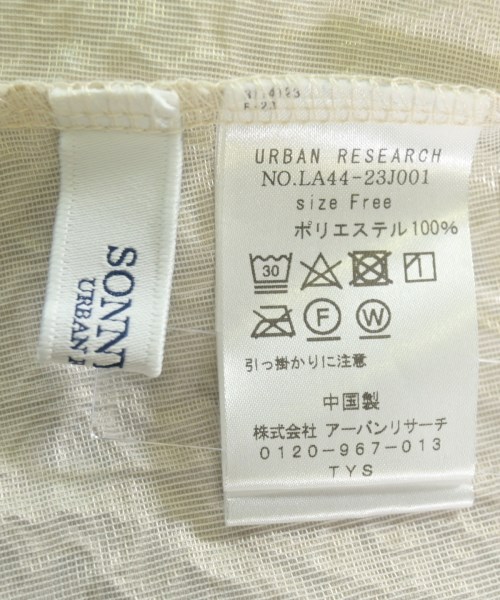 SONN
URBAN
URBAN RESEARCH
NO.LA44-23J001
size Free
ポリエステル100%
30
1
F W
引っ掛かりに注意
中国製
株式会社 アーバンリサーチ
0120-967-013
TYS